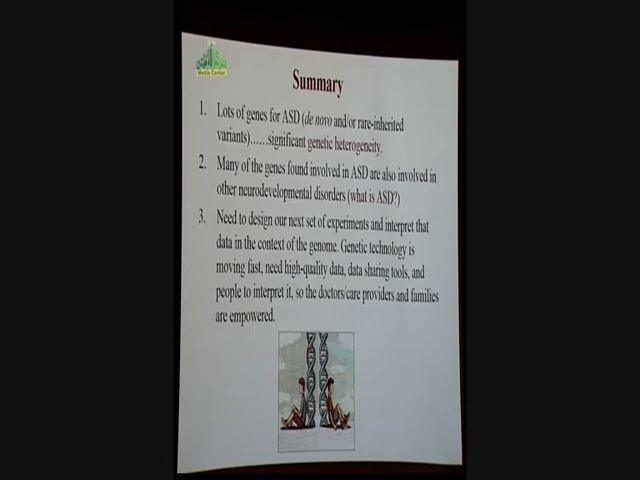 Media Center
Summary
1. Lots of genes for ASD (de novo and/or rare-inherited
variants)……significant genetic heterogeneity.
2. Many of the genes found involved in ASD are also involved in
other neurodevelopmental disorders (what is ASD?)
3. Need to design our next set of experiments and interpret that
data in the context of the genome. Genetic technology is
moving fast, need high-quality data, data sharing tools, and
people to interpret it, so the doctors/care providers and families
are empowered.